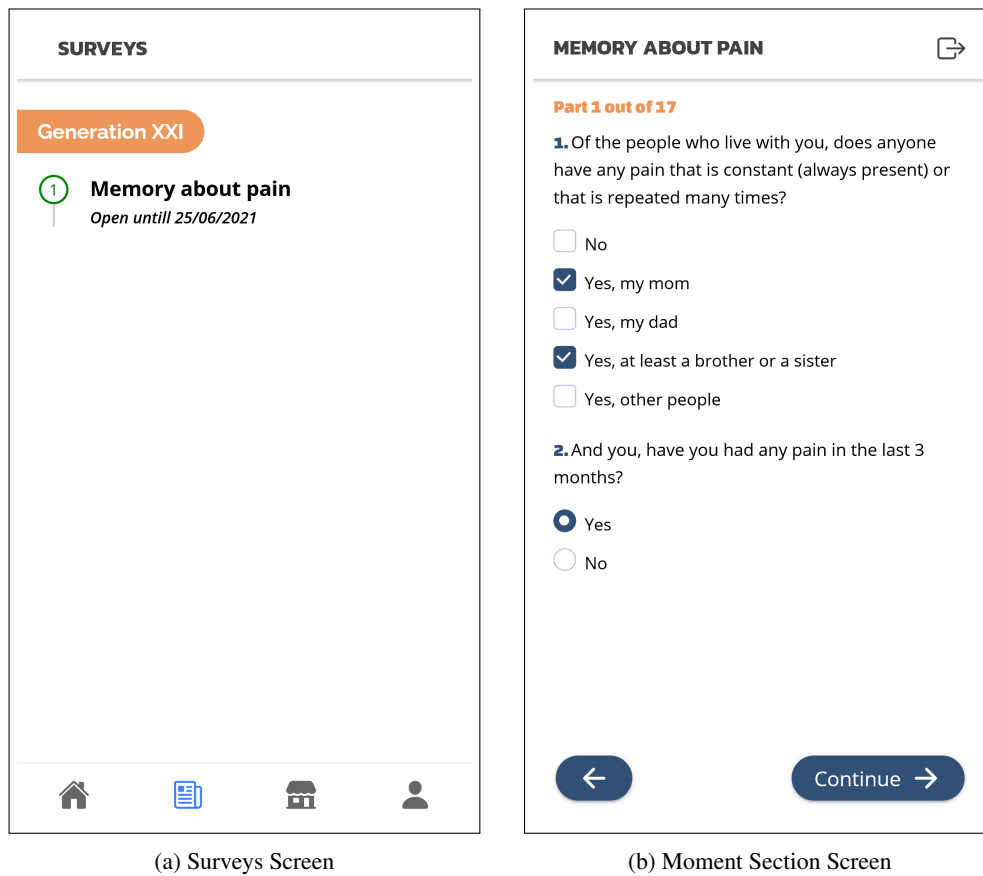 SURVEYS
Generation XXI
1
Memory about pain
Open untill 25/06/2021
(a) Surveys Screen
MEMORY ABOUT PAIN
Part 1 out of 17
1. Of the people who live with you, does anyone
have any pain that is constant (always present) or
that is repeated many times?
No
Yes, my mom
Yes, my dad
Yes, at least a brother or a sister
Yes, other people
2. And you, have you had any pain in the last 3
months?
Yes
No
Continue
(b) Moment Section Screen